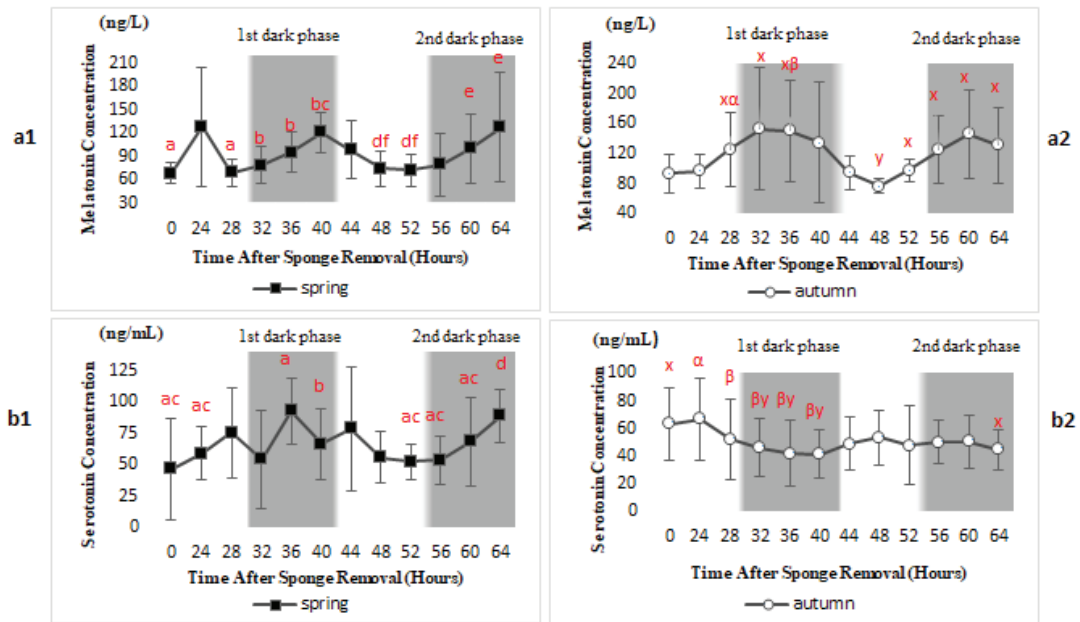 a1
(ng/L)
1st dark phase
2nd dark phase
Melatonin Concentration
210
180
150
120
90
60
30
a
a
b
b
bc
df
df
e
e
0 24 28 32 36 40 44 48 52 56 60 64
Time After Sponge Removal (Hours)
spring
a2
(ng/L)
1st dark phase
2nd dark phase
Melatonin Concentration
240
200
160
120
80
40
xα
x
xβ
y
x
x
x
x
0 24 28 32 36 40 44 48 52 56 60 64
Time After Sponge Removal (Hours)
autumn
b1
(ng/mL)
1st dark phase
2nd dark phase
Serotonin Concentration
125
100
75
50
25
0
ac
ac
a
b
ac
ac
ac
d
0 24 28 32 36 40 44 48 52 56 60 64
Time After Sponge Removal (Hours)
spring
b2
(ng/mL)
1st dark phase
2nd dark phase
Serotonin Concentration
100
80
60
40
20
0
x
α
β
βy
βy
βy
x
0 24 28 32 36 40 44 48 52 56 60 64
Time After Sponge Removal (Hours)
autumn